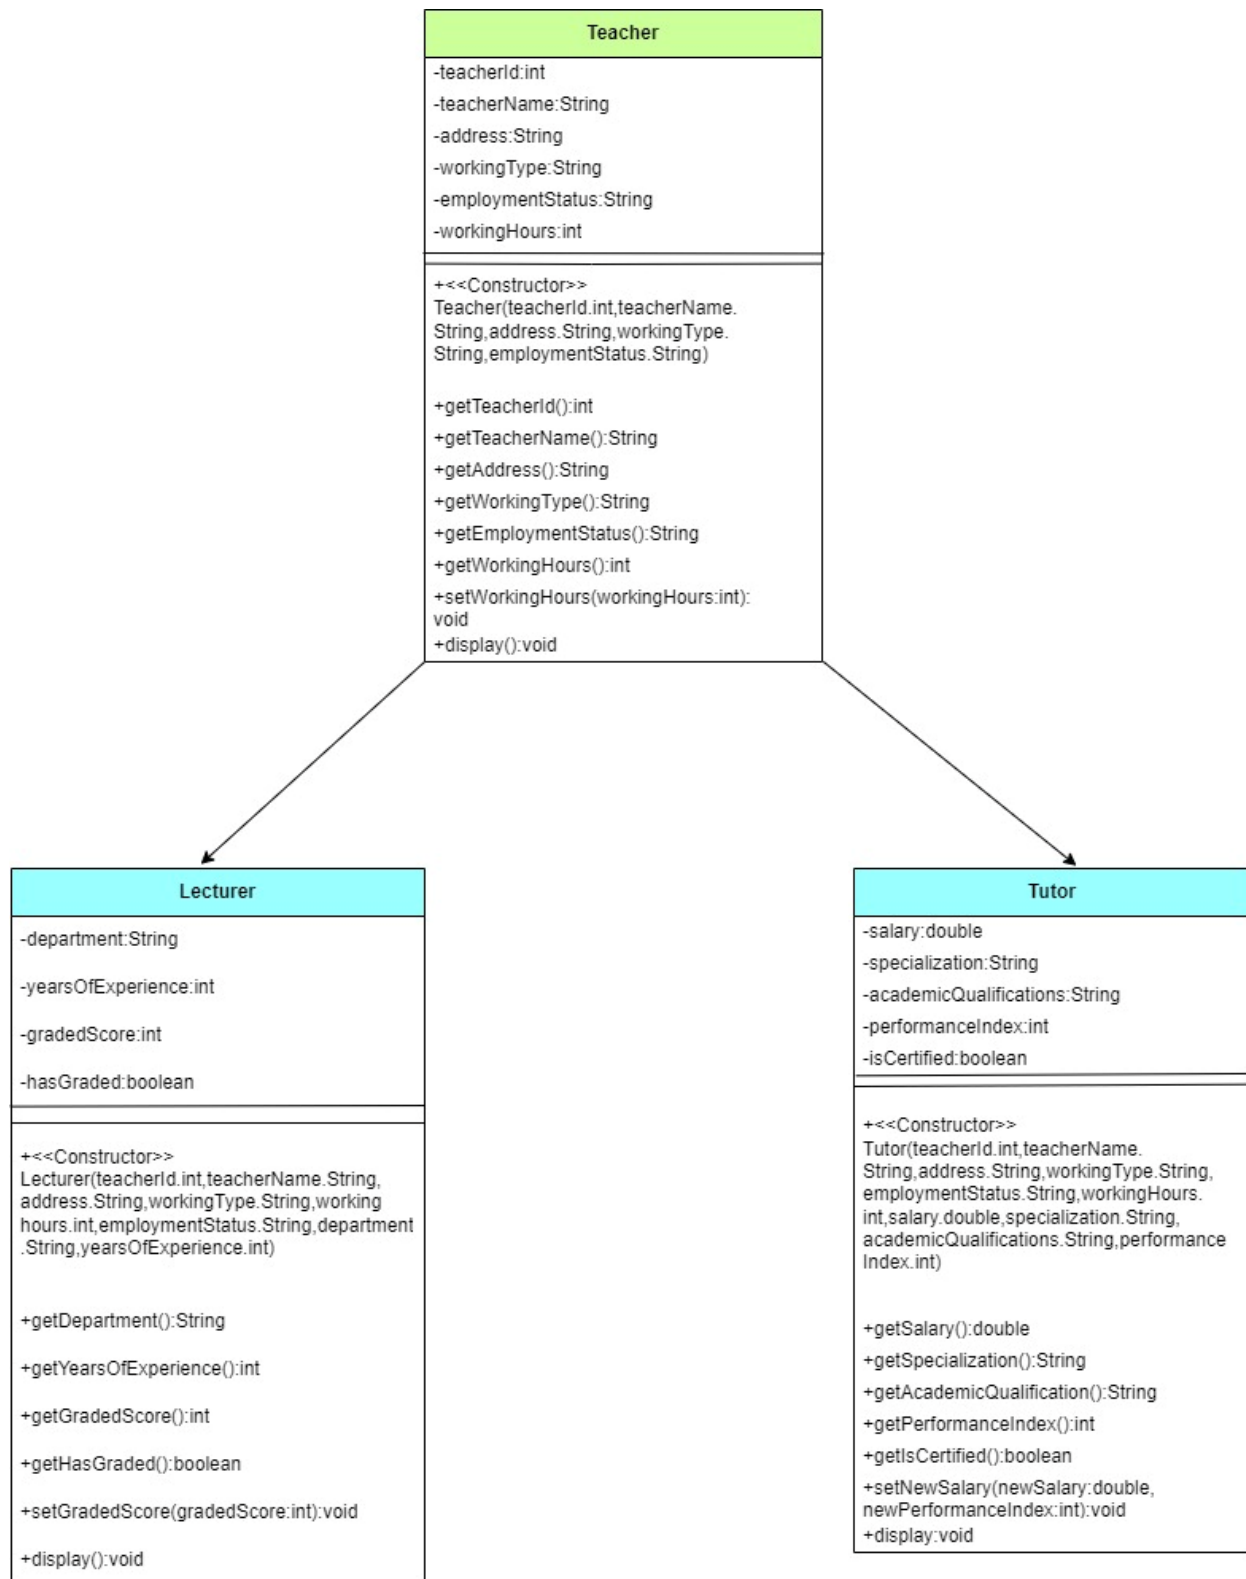 Teacher
-teacherId:int
-teacherName:String
-address:String
-workingType:String
-employmentStatus:String
-workingHours:int
+<<Constructor>>
Teacher(teacherId.int,teacherName.
String,address.String,workingType.
String,employmentStatus.String)
+getTeacherId():int
+getTeacherName():String
+getAddress():String
+getWorkingType():String
+getEmploymentStatus():String
+getWorkingHours():int
+setWorkingHours(workingHours:int):
void
+display():void
Lecturer
-department:String
-yearsOfExperience:int
-gradedScore:int
-hasGraded:boolean
+<<Constructor>>
Lecturer(teacherId.int,teacherName.String,
address.String,workingType.String,working
hours.int,employmentStatus.String,department
.String,yearsOfExperience.int)
+getDepartment():String
+getYearsOfExperience():int
+getGradedScore():int
+getHasGraded():boolean
+setGradedScore(gradedScore:int):void
+display():void
Tutor
-salary:double
-specialization:String
-academicQualifications:String
-performanceIndex:int
-isCertified:boolean
+<<Constructor>>
Tutor(teacherId.int,teacherName.
String,address.String,workingType.String,
employmentStatus.String,workingHours.
int,salary.double,specialization.String,
academicQualifications.String,performance
Index.int)
+getSalary():double
+getSpecialization():String
+getAcademicQualification():String
+getPerformanceIndex():int
+getIsCertified():boolean
+setNewSalary(newSalary:double,
newPerformanceIndex:int):void
+display:void